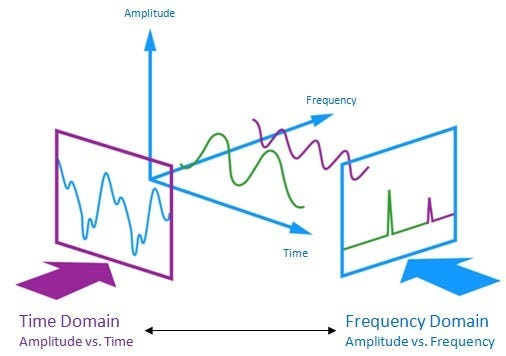 Amplitude
Frequency
Time
Time Domain
Amplitude vs. Time
Frequency Domain
Amplitude vs. Frequency